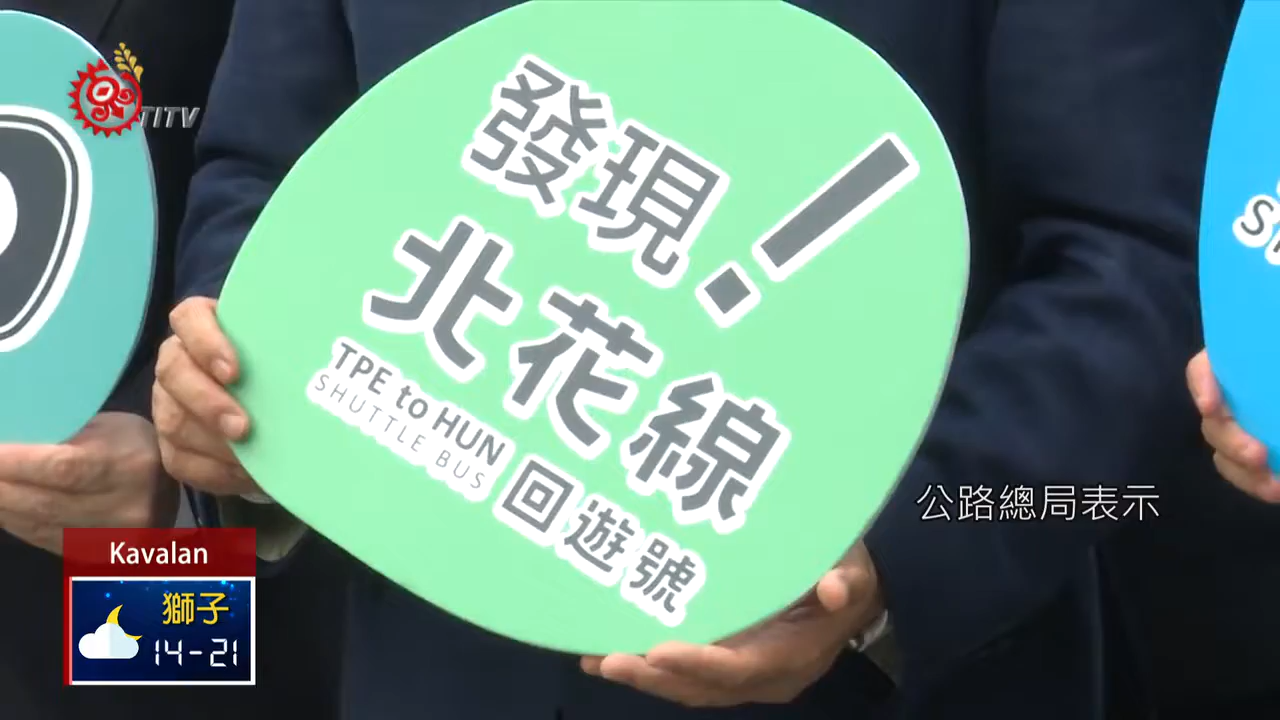 TITV
發現!
北花線
TPE to HUN
SHUTTLE BUS
回遊號
公路總局表示
Kavalan
獅子
14-21